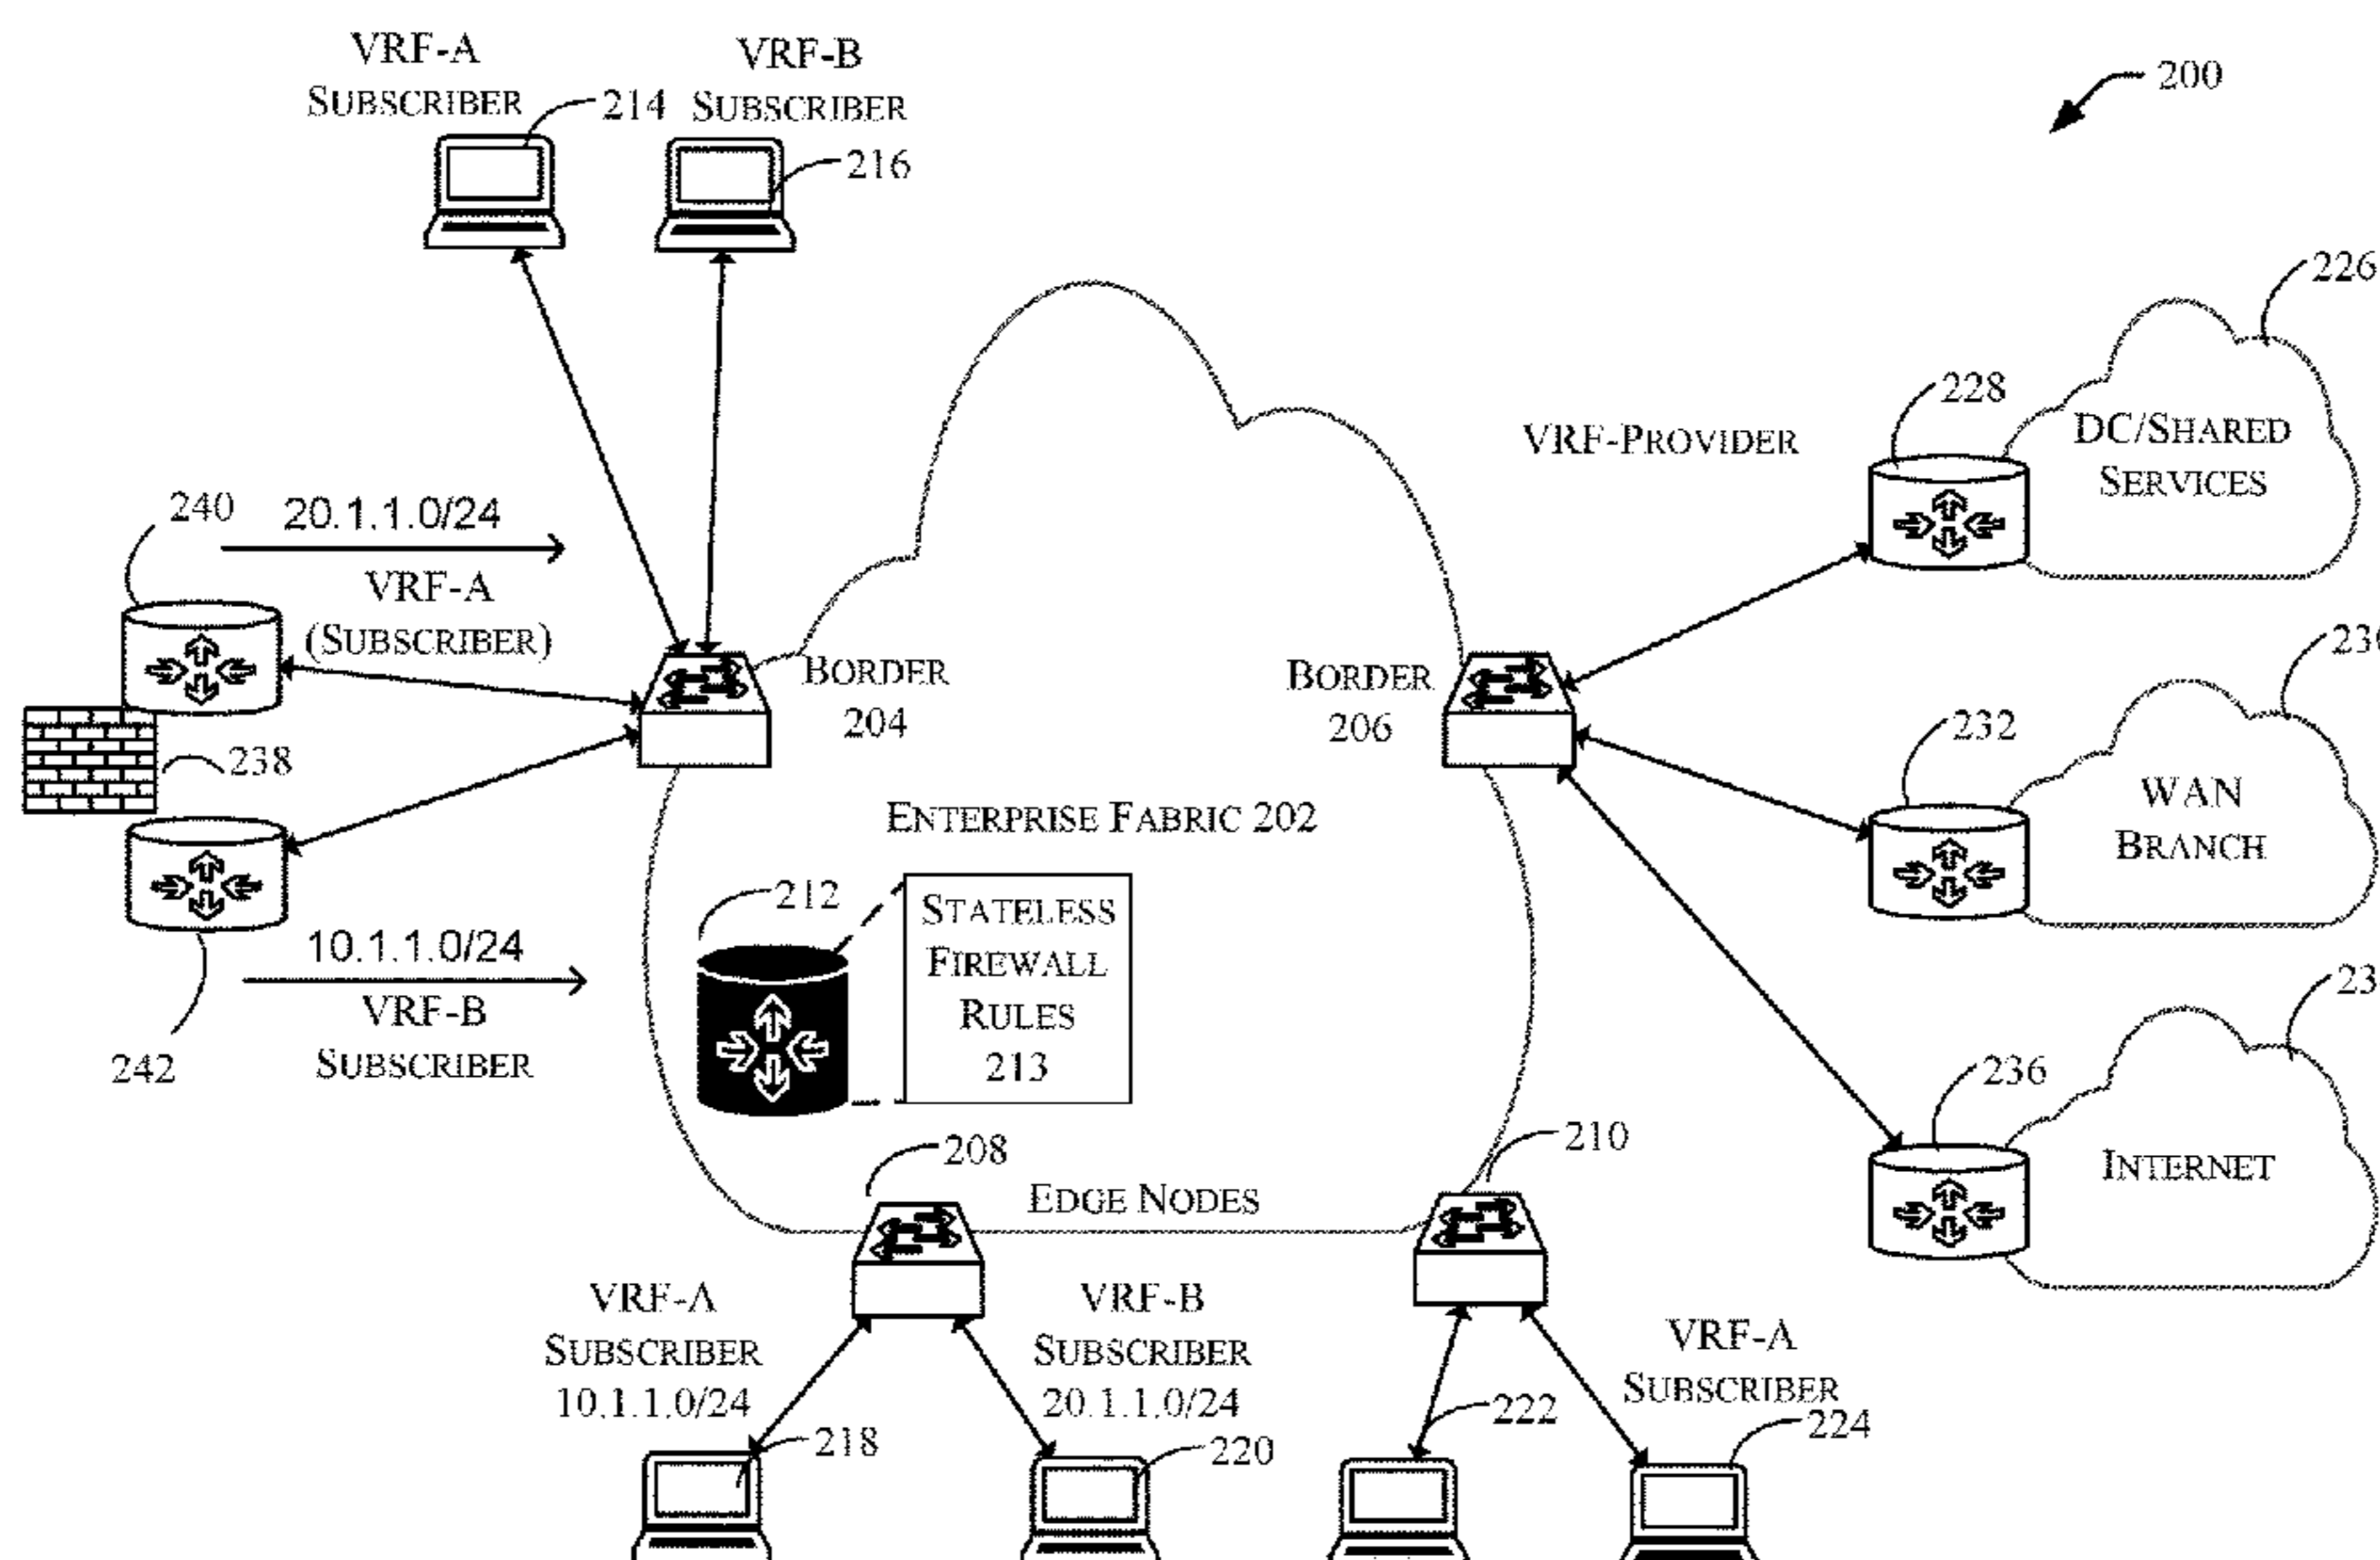 VRF-A
SUBSCRIBER
214
VRF-B
SUBSCRIBER
216
200
226
228
DC/SHARED
SERVICES
VRF-PROVIDER
240
20.1.1.0/24
VRF-A
(SUBSCRIBER)
BORDER
204
BORDER
206
232
WAN
BRANCH
238
ENTERPRISE FABRIC 202
212
STATELESS
FIREWALL
RULES
213
10.1.1.0/24
VRF-B
SUBSCRIBER
242
236
INTERNET
208
EDGE NODES
210
VRF-A
SUBSCRIBER
10.1.1.0/24
218
VRF-B
SUBSCRIBER
20.1.1.0/24
220
222
VRF-A
SUBSCRIBER
224